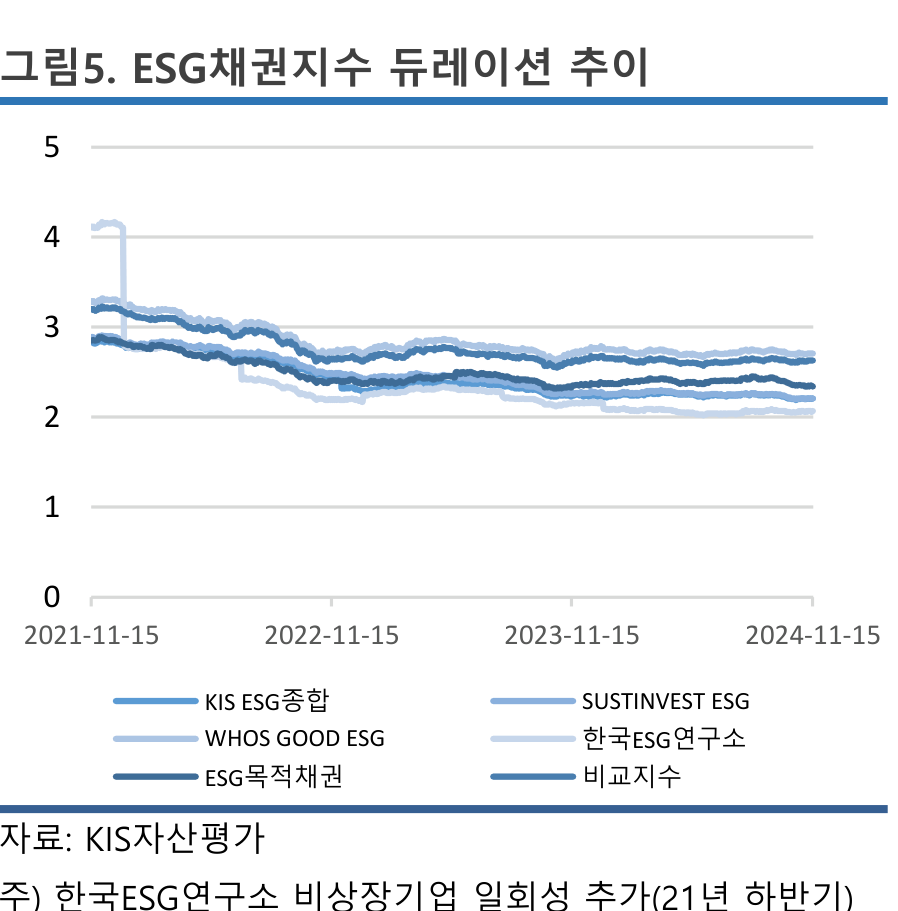 그림5. ESG채권지수 듀레이션 추이
5
4
3
2
1
0
2021-11-15 2022-11-15 2023-11-15 2024-11-15
KIS ESG종합 SUSTINVEST ESG
WHOS GOOD ESG 한국ESG연구소
ESG목적채권 비교지수
자료: KIS자산평가
주) 한국ESG연구소 비상장기업 일회성 추가(21년 하반기)